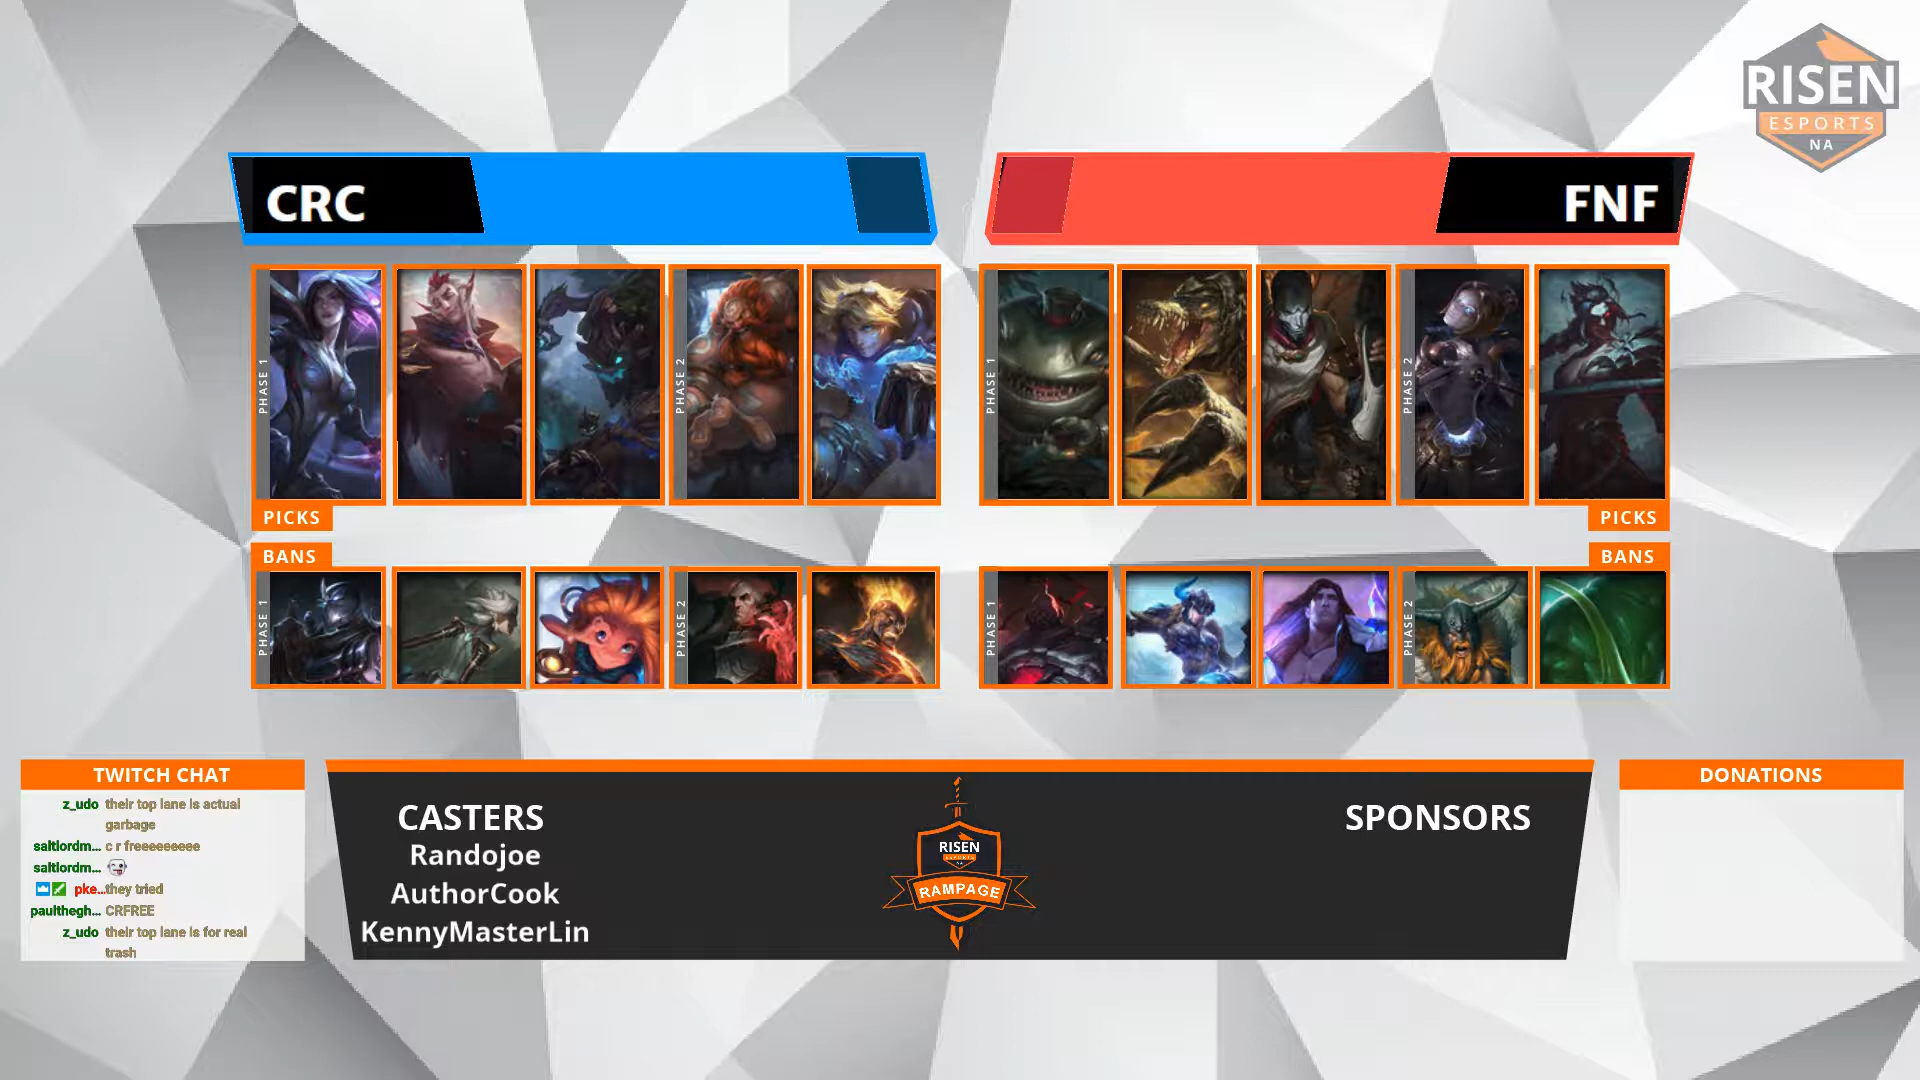 RISEN
ESPORTS
NA
CRC
FNF
PHASE 1
PHASE 2
PHASE 1
PHASE 2
PICKS
PICKS
BANS
BANS
PHASE 1
PHASE 2
PHASE 1
PHASE 2
TWITCH CHAT
z_udo their top lane is actual
garbage
saltlordm... c r freeeeeeeee
saltlordm...
pke... they tried
paulthegh... CRFREE
z_udo their top lane is for real
trash
CASTERS
Randojoe
AuthorCook
KennyMasterLin
RISEN
ESPORTS
NA
RAMPAGE
SPONSORS
DONATIONS